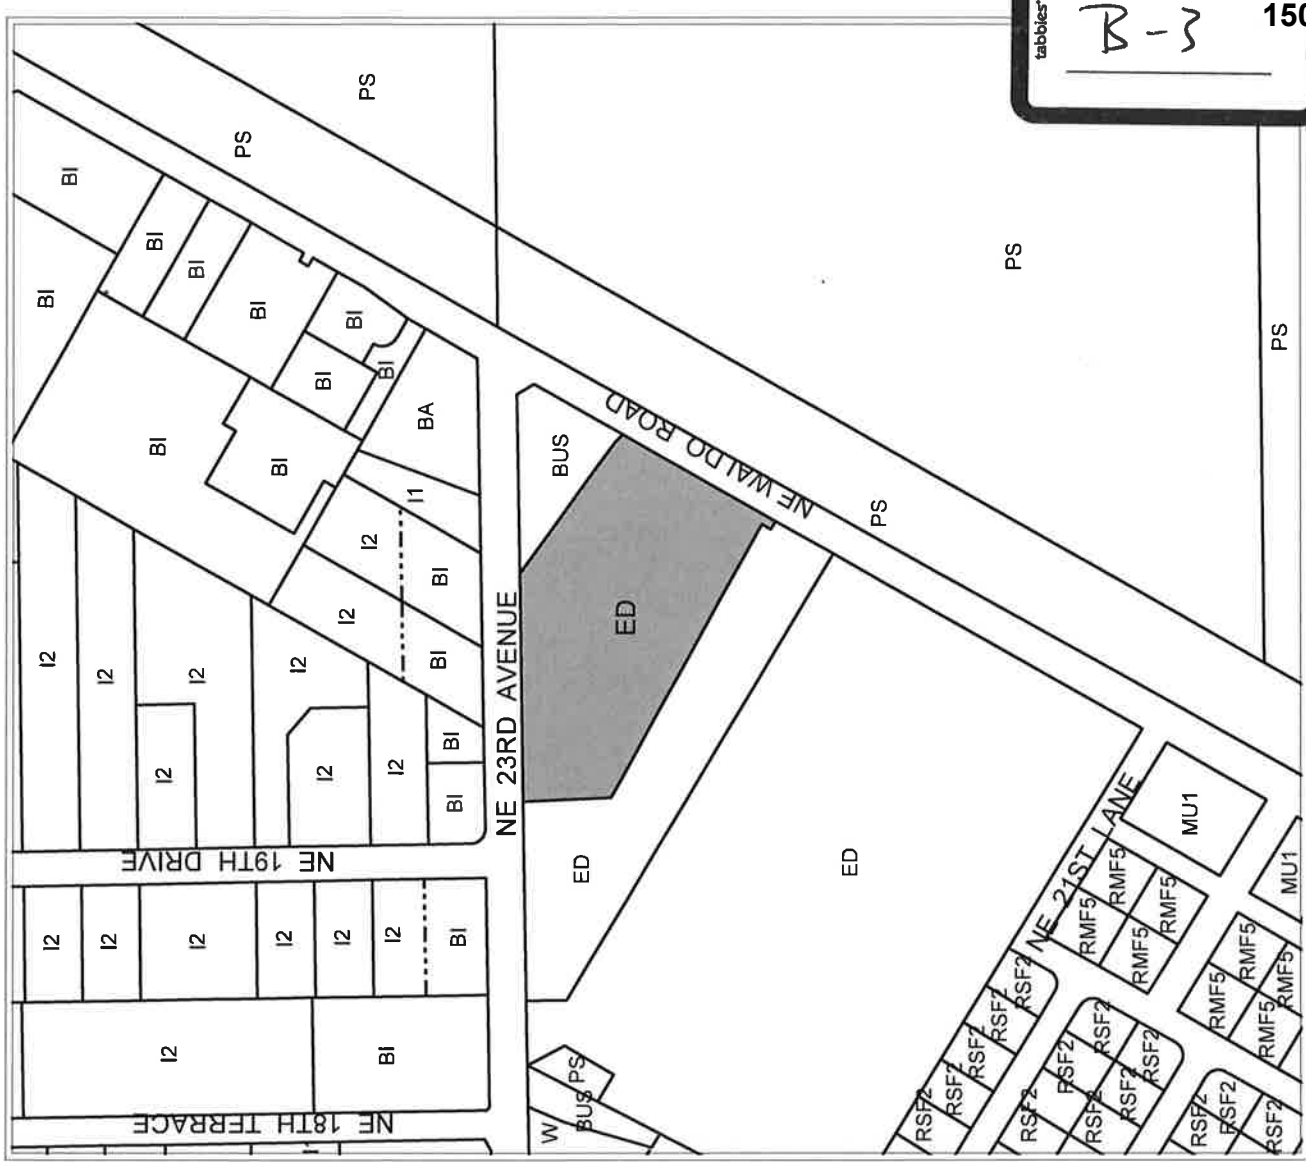 tabbies
B-3
150
PS
PS
BI
BI
BI
BI
BI
BI
BI
BI
BI
BI
BI
BA
I1
I2
BI
I2
BI
PS
PS
PS
BUS
NE WALDO ROAD
ED
NE 23RD AVENUE
I2
I2
I2
I2
I2
I2
I2
BI
BI
NE 19TH DRIVE
ED
ED
I2
I2
I2
I2
I2
I2
BI
I2
BI
NE 18TH TERRACE
W
BUS
PS
NE 21ST LANE
MU1
MU1
RMF5
RMF5
RMF5
RMF5
RMF5
RMF5
RMF5
RMF5
RSF2
RSF2
RSF2
RSF2
RSF2
RSF2
RSF2
RSF2
RSF2
RSF2
RSF2
RSF2
RSF2
RSF2